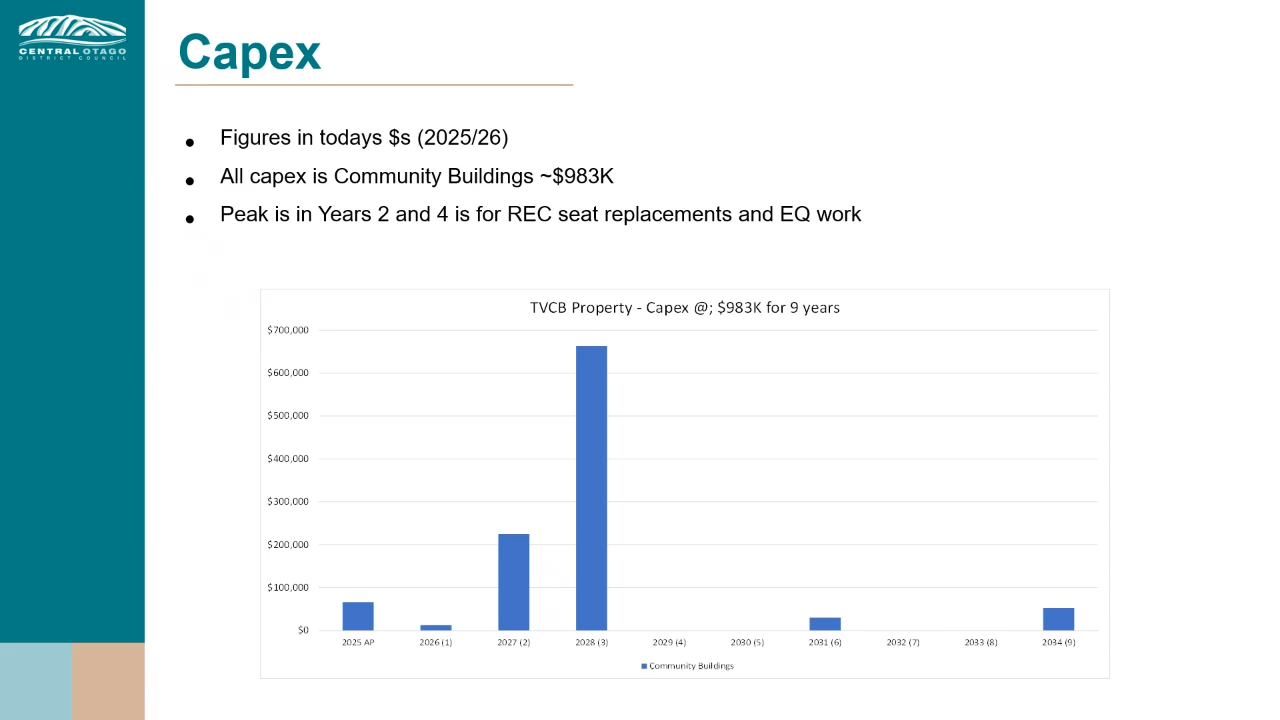 CENTRAL OTAGO
DISTRICT COUNCIL
Capex
• Figures in todays $s (2025/26)
• All capex is Community Buildings ~$983K
• Peak is in Years 2 and 4 is for REC seat replacements and EQ work
TVCB Property - Capex @; $983K for 9 years
$700,000
$600,000
$500,000
$400,000
$300,000
$200,000
$100,000
$0
2025 AP 2026 (1) 2027 (2) 2028 (3) 2029 (4) 2030 (5) 2031 (6) 2032 (7) 2033 (8) 2034 (9)
Community Buildings